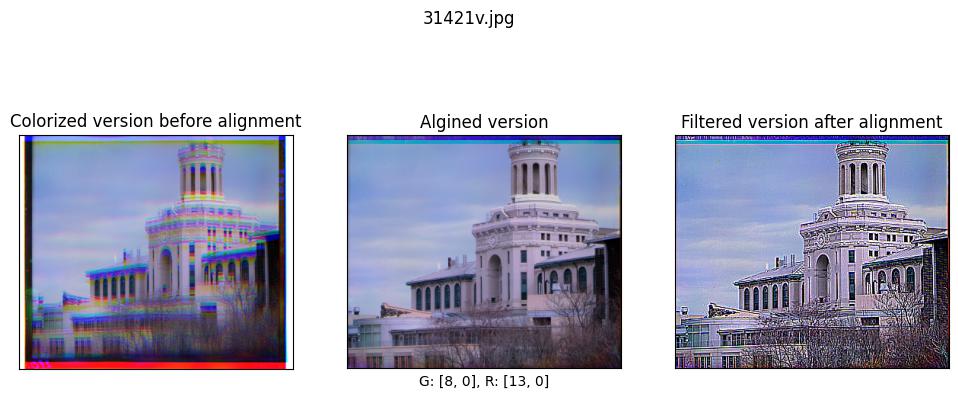 31421v.jpg
Colorized version before alignment
Algined version
Filtered version after alignment
G: [8, 0], R: [13, 0]